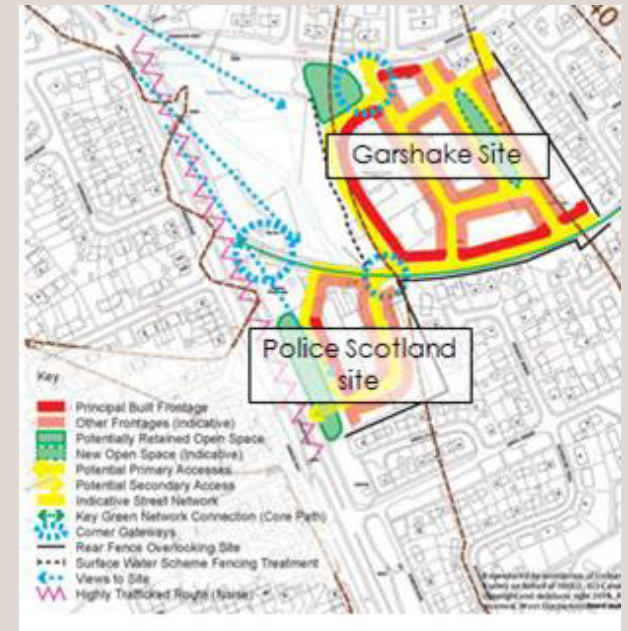 40
Garshake Site
Police Scotland
site
Key
Principal Built Frontage
Other Frontages (Indicative)
Potentially Retained Open Space
New Open Space (Indicative)
Potential Primary Accesses
Potential Secondary Access
Indicative Street Network
Key Green Network Connection (Core Path)
Corner Gateways
Rear Fence Overlooking Site
Surface Water Scheme Fencing Treatment
Views to Site
Highly Trafficked Route (Noise)